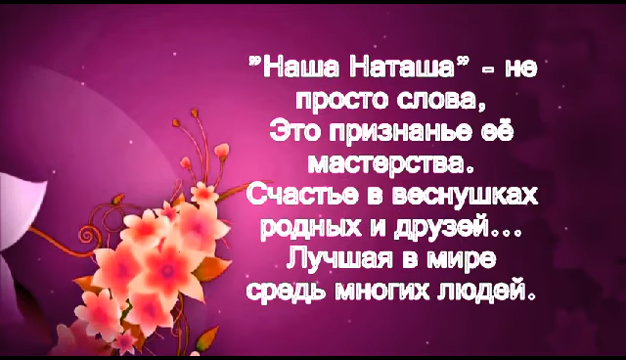 "Наша Наташа" - не
просто слова,
Это признанье её
мастерства.
Счастье в веснушках
родных и друзей...
Лучшая в мире
средь многих людей.